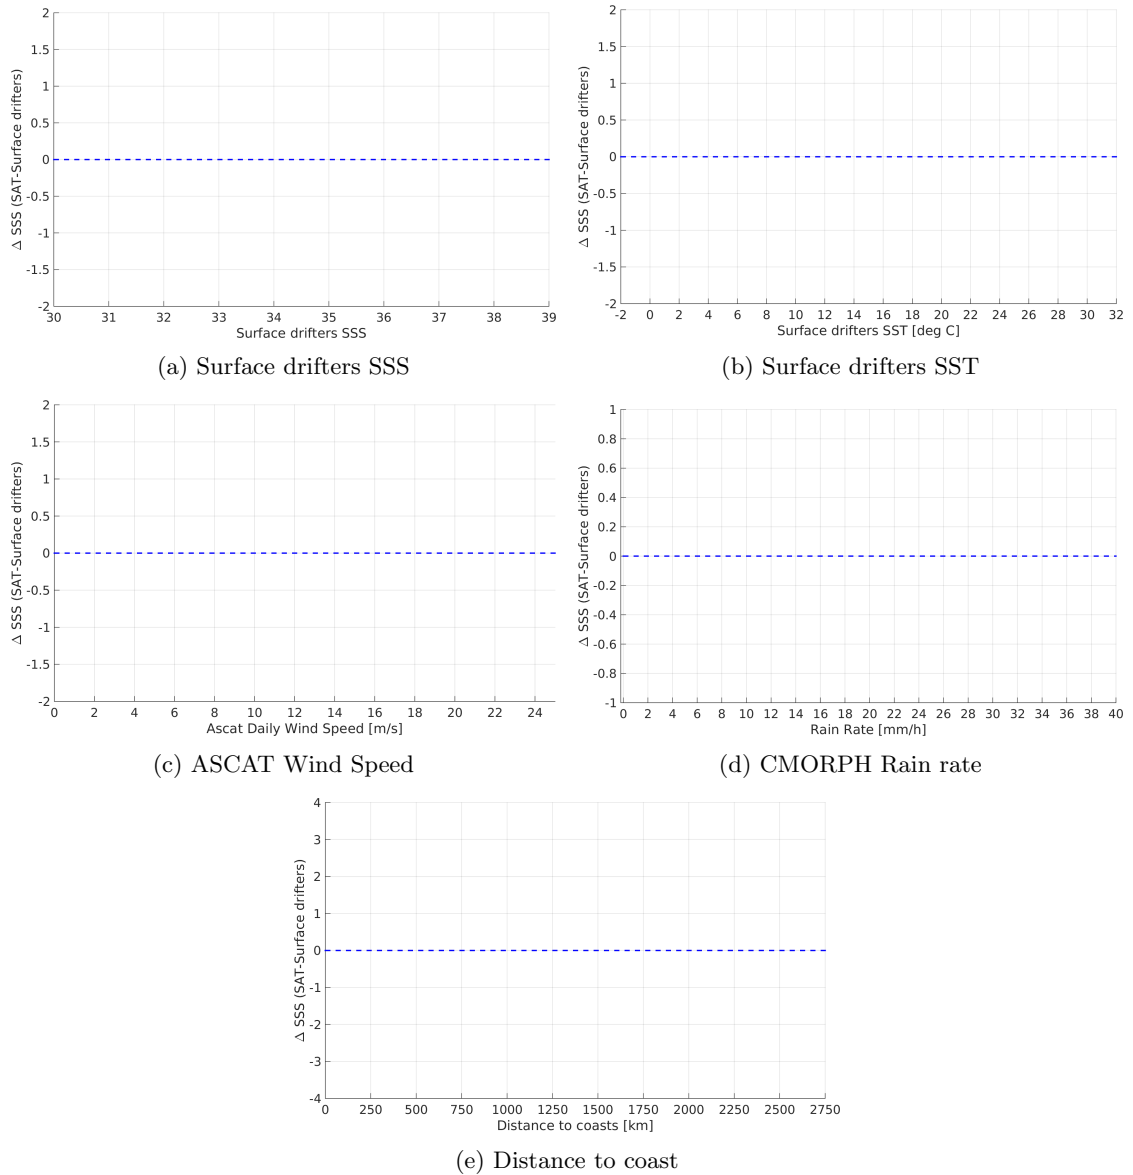 2
1.5
1
0.5
0
-0.5
-1
-1.5
-2
Δ SSS (SAT-Surface drifters)
30 31 32 33 34 35 36 37 38 39
Surface drifters SSS
(a) Surface drifters SSS
2
1.5
1
0.5
0
-0.5
-1
-1.5
-2
Δ SSS (SAT-Surface drifters)
-2 0 2 4 6 8 10 12 14 16 18 20 22 24 26 28 30 32
Surface drifters SST [deg C]
(b) Surface drifters SST
2
1.5
1
0.5
0
-0.5
-1
-1.5
-2
Δ SSS (SAT-Surface drifters)
0 2 4 6 8 10 12 14 16 18 20 22 24
Ascat Daily Wind Speed [m/s]
(c) ASCAT Wind Speed
1
0.8
0.6
0.4
0.2
0
-0.2
-0.4
-0.6
-0.8
-1
Δ SSS (SAT-Surface drifters)
0 2 4 6 8 10 12 14 16 18 20 22 24 26 28 30 32 34 36 38 40
Rain Rate [mm/h]
(d) CMORPH Rain rate
4
3
2
1
0
-1
-2
-3
-4
Δ SSS (SAT-Surface drifters)
0 250 500 750 1000 1250 1500 1750 2000 2250 2500 2750
Distance to coasts [km]
(e) Distance to coast